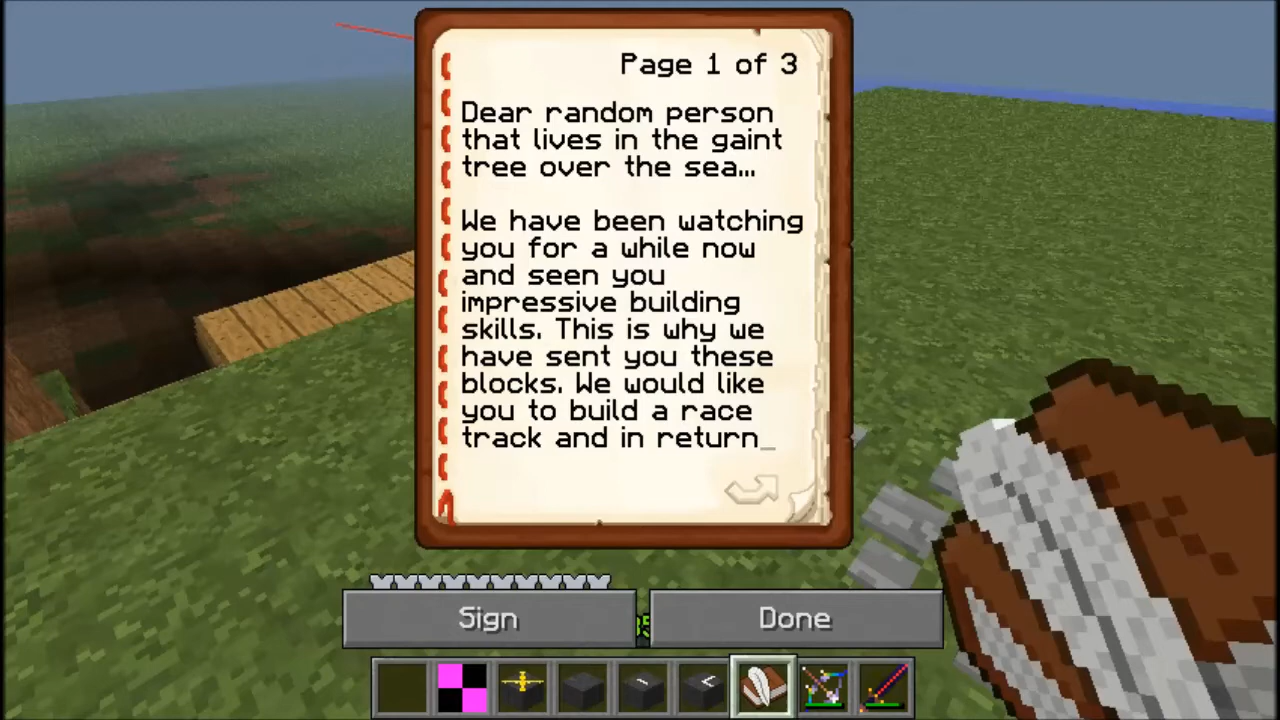 Page 1 of 3
Dear random person
that lives in the gaint
tree over the sea...
We have been watching
you for a while now
and seen you
impressive building
skills. This is why we
have sent you these
blocks. We would like
you to build a race
track and in return_
Sign
Done